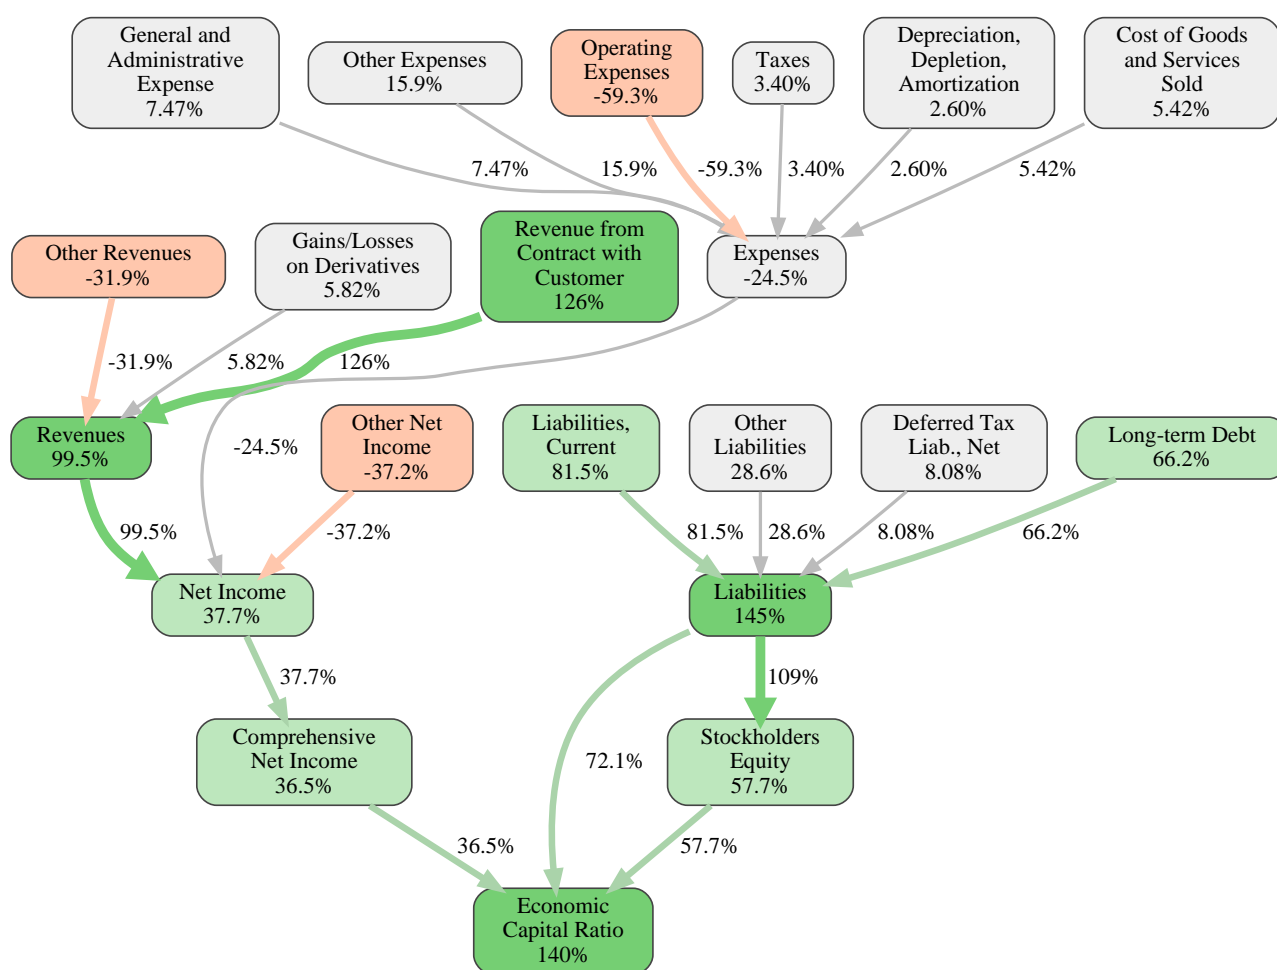 General and
Administrative
Expense
7.47%
Other Expenses
15.9%
Operating
Expenses
-59.3%
Taxes
3.40%
Depreciation,
Depletion,
Amortization
2.60%
Cost of Goods
and Services
Sold
5.42%
7.47%
15.9%
-59.3%
3.40%
2.60%
5.42%
Other Revenues
-31.9%
Gains/Losses
on Derivatives
5.82%
Revenue from
Contract with
Customer
126%
Expenses
-24.5%
-31.9%
5.82%
126%
Revenues
99.5%
-24.5%
Other Net
Income
-37.2%
Liabilities,
Current
81.5%
Other
Liabilities
28.6%
Deferred Tax
Liab., Net
8.08%
Long-term Debt
66.2%
99.5%
-37.2%
81.5%
28.6%
8.08%
66.2%
Net Income
37.7%
Liabilities
145%
37.7%
109%
Comprehensive
Net Income
36.5%
72.1%
Stockholders
Equity
57.7%
36.5%
57.7%
Economic
Capital Ratio
140%